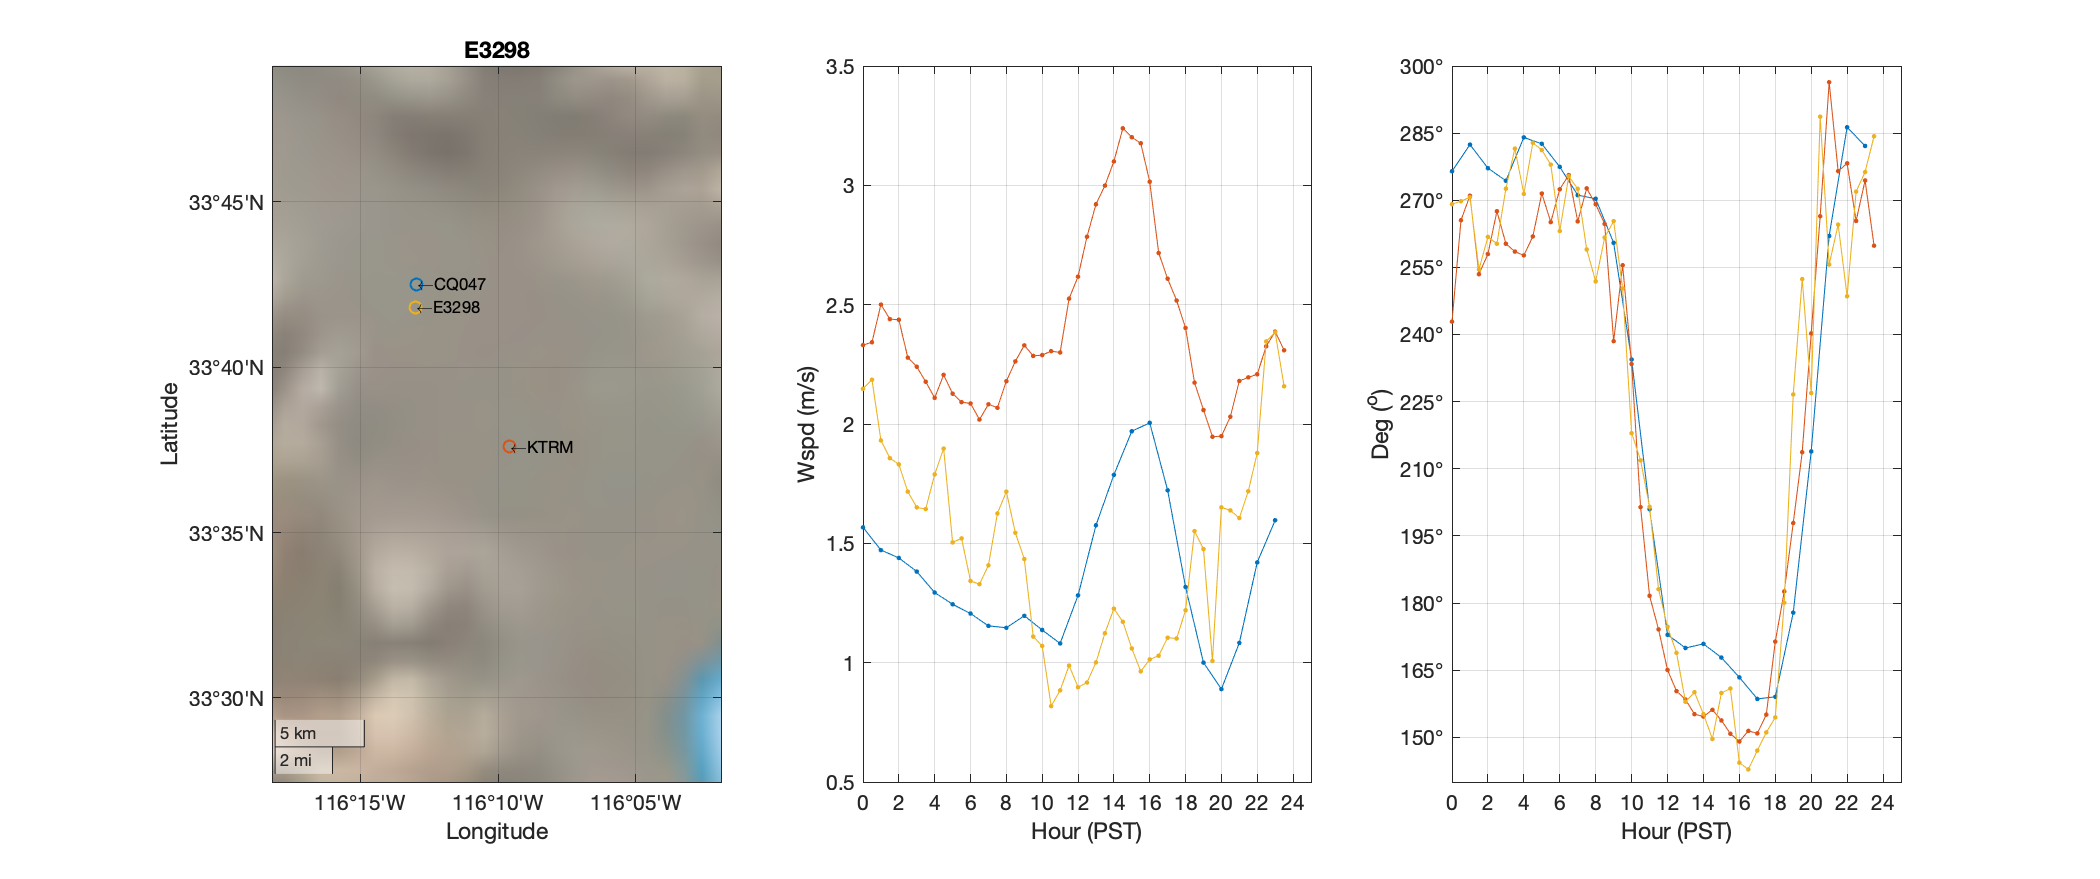 E3298
33°45'N
33°40'N
33°35'N
33°30'N
Latitude
CQ047
E3298
KTRM
5 km
2 mi
116°15'W 116°10'W 116°05'W
Longitude
3.5
3
2.5
2
1.5
1
0.5
Wspd (m/s)
0 2 4 6 8 10 12 14 16 18 20 22 24
Hour (PST)
300°
285°
270°
255°
240°
225°
210°
195°
180°
165°
150°
Deg (º)
0 2 4 6 8 10 12 14 16 18 20 22 24
Hour (PST)